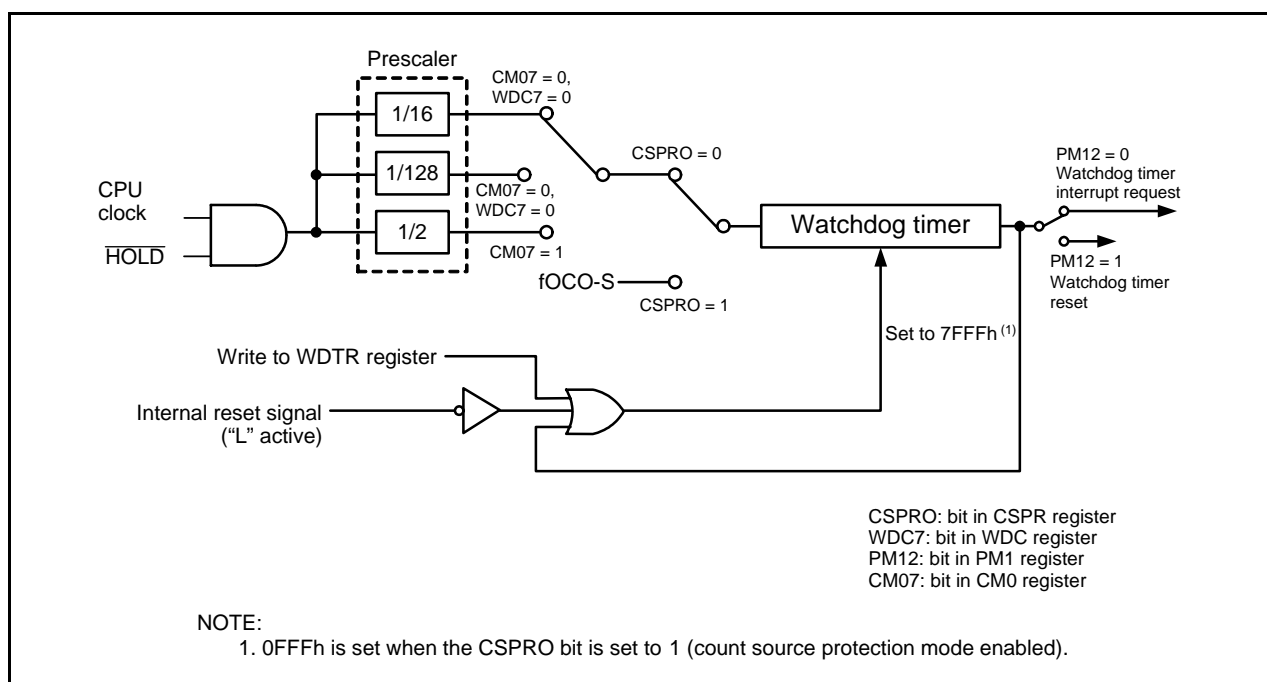 Prescaler
1/16
1/128
1/2
CM07 = 0,
WDC7 = 0
CM07 = 0,
WDC7 = 0
CM07 = 1
CSPRO = 0
fOCO-S
CSPRO = 1
CPU
clock
HOLD
Watchdog timer
PM12 = 0
Watchdog timer
interrupt request
PM12 = 1
Watchdog timer
reset
Set to 7FFFh (1)
Write to WDTR register
Internal reset signal
(“L” active)
CSPRO: bit in CSPR register
WDC7: bit in WDC register
PM12: bit in PM1 register
CM07: bit in CM0 register
NOTE:
1. 0FFFh is set when the CSPRO bit is set to 1 (count source protection mode enabled).